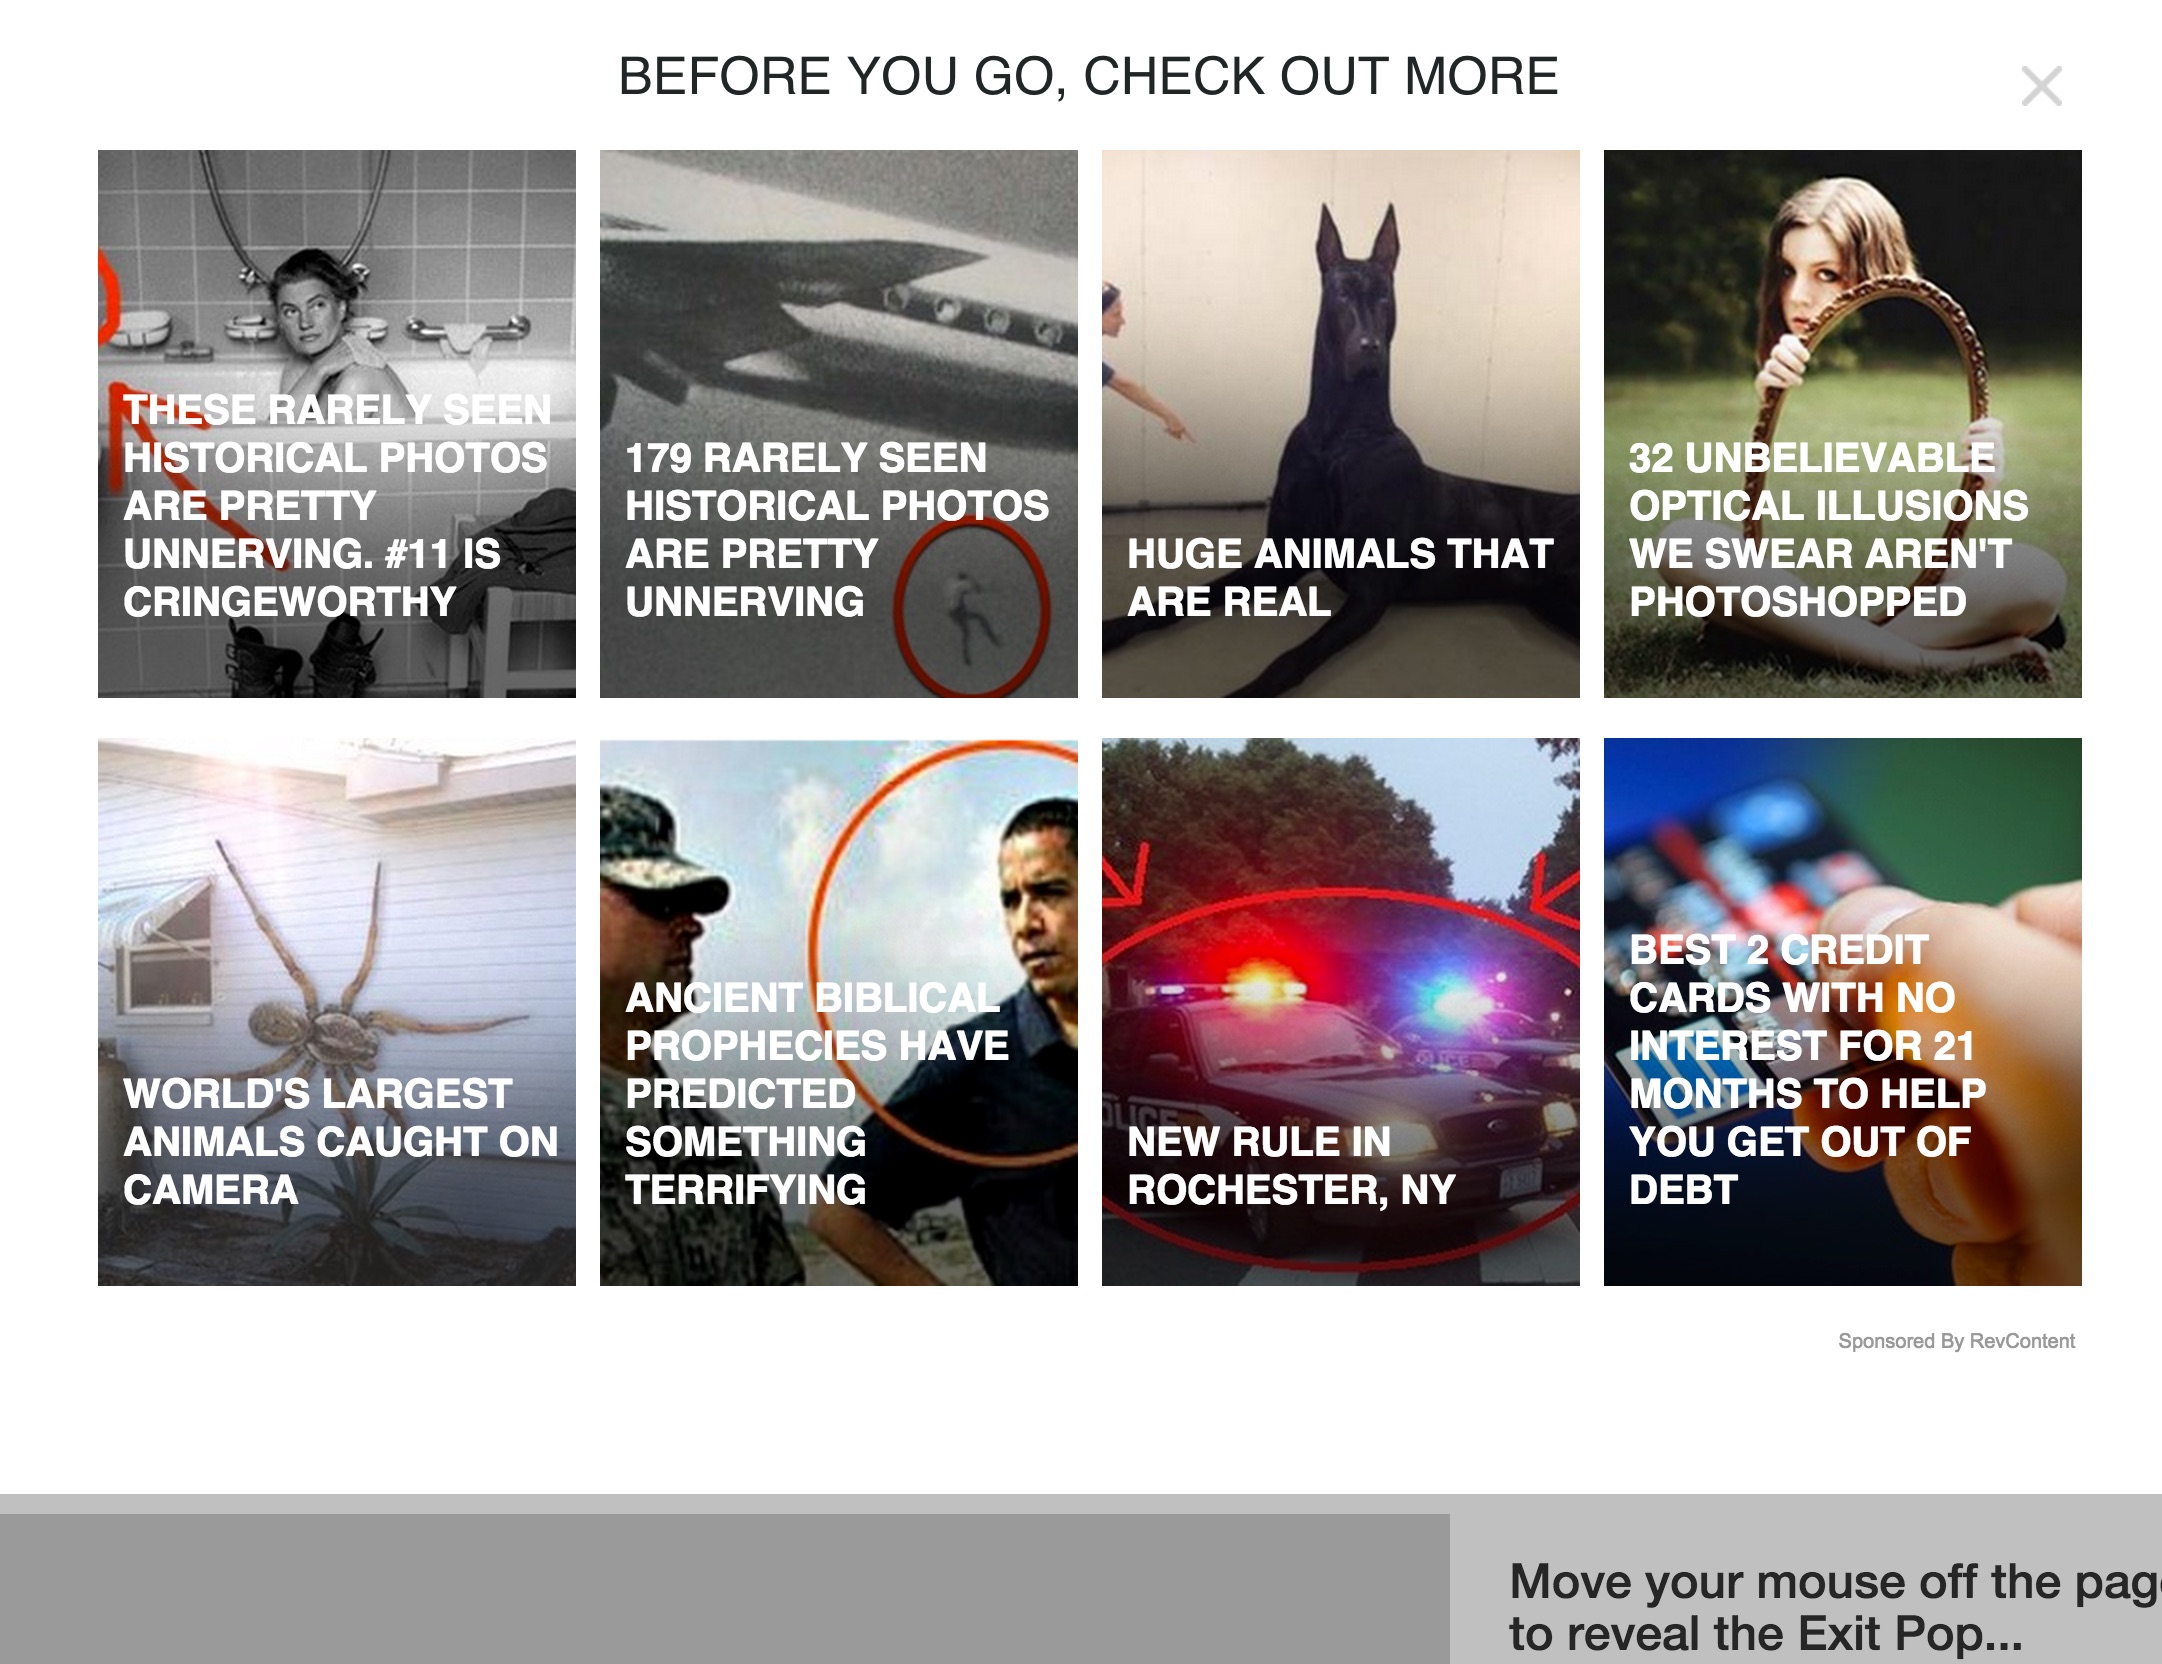 BEFORE YOU GO, CHECK OUT MORE
THESE RARELY SEEN
HISTORICAL PHOTOS
ARE PRETTY
UNNERVING. #11 IS
CRINGEWORTHY
179 RARELY SEEN
HISTORICAL PHOTOS
ARE PRETTY
UNNERVING
HUGE ANIMALS THAT
ARE REAL
32 UNBELIEVABLE
OPTICAL ILLUSIONS
WE SWEAR AREN'T
PHOTOSHOPPED
WORLD'S LARGEST
ANIMALS CAUGHT ON
CAMERA
ANCIENT BIBLICAL
PROPHECIES HAVE
PREDICTED
SOMETHING
TERRIFYING
NEW RULE IN
ROCHESTER, NY
BEST 2 CREDIT
CARDS WITH NO
INTEREST FOR 21
MONTHS TO HELP
YOU GET OUT OF
DEBT
Sponsored By RevContent
Move your mouse off the page
to reveal the Exit Pop...